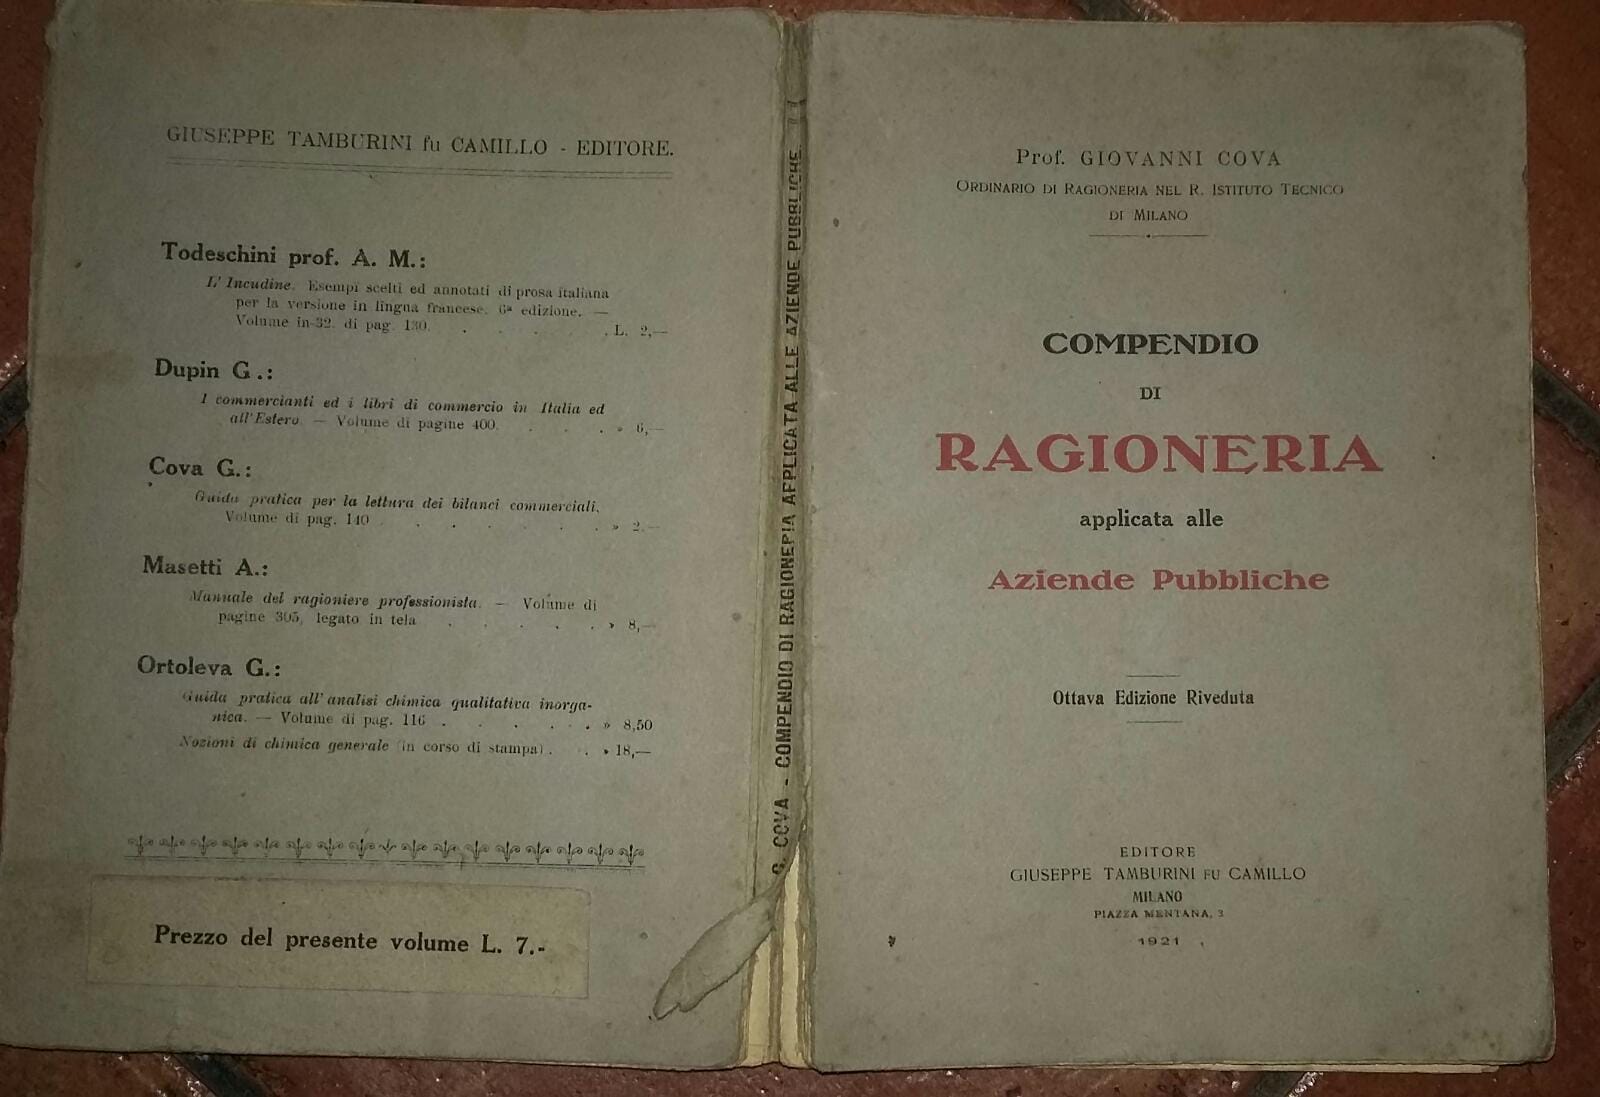 GIUSEPPE TAMBURINI fu CAMILLO - EDITORE.
Todeschini prof. A. M.:
L'Incudine. Esempi scelti ed annotati di prosa italiana
per la versione in lingua francese. 6ª edizione. —
Volume in-32. di pag. 130. . . . . . L. 2,—
Dupin G.:
I commercianti ed i libri di commercio in Italia ed
all'Estero. — Volume di pagine 400. . . . » 6,—
Cova G.:
Guida pratica per la lettura dei bilanci commerciali.
Volume di pag. 140 . . . . . . . » 2.—
Masetti A.:
Manuale del ragioniere professionista. — Volume di
pagine 305, legato in tela . . . . . » 8,—
Ortoleva G.:
Guida pratica all'analisi chimica qualitativa inorga-
nica. — Volume di pag. 116 . . . . . » 8,50
Nozioni di chimica generale (in corso di stampa) . . » 18,—
Prezzo del presente volume L. 7.-
G. COVA - COMPENDIO DI RAGIONERIA APPLICATA ALLE AZIENDE PUBBLICHE.
Prof. GIOVANNI COVA
ORDINARIO DI RAGIONERIA NEL R. ISTITUTO TECNICO
DI MILANO
COMPENDIO
DI
RAGIONERIA
applicata alle
Aziende Pubbliche
Ottava Edizione Riveduta
EDITORE
GIUSEPPE TAMBURINI FU CAMILLO
MILANO
PIAZZA MENTANA, 3
1921